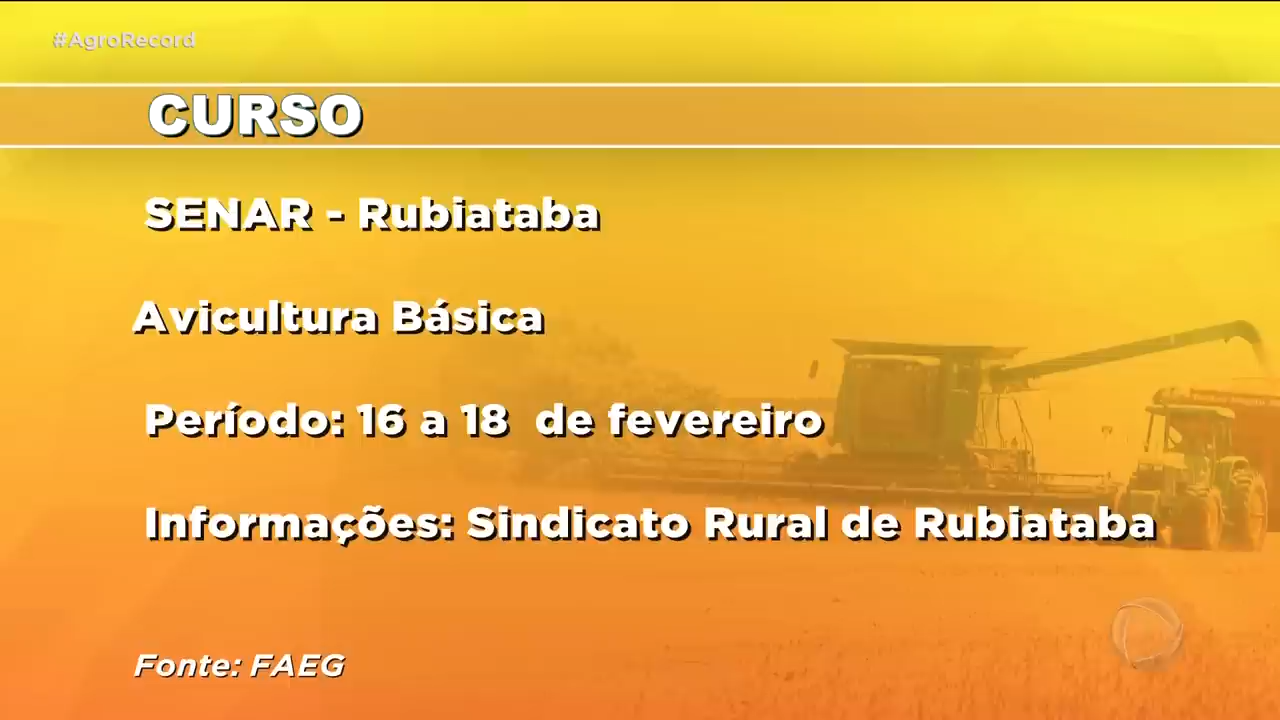 #AgroRecord
CURSO
SENAR - Rubiataba
Avicultura Básica
Período: 16 a 18 de fevereiro
Informações: Sindicato Rural de Rubiataba
Fonte: FAEG